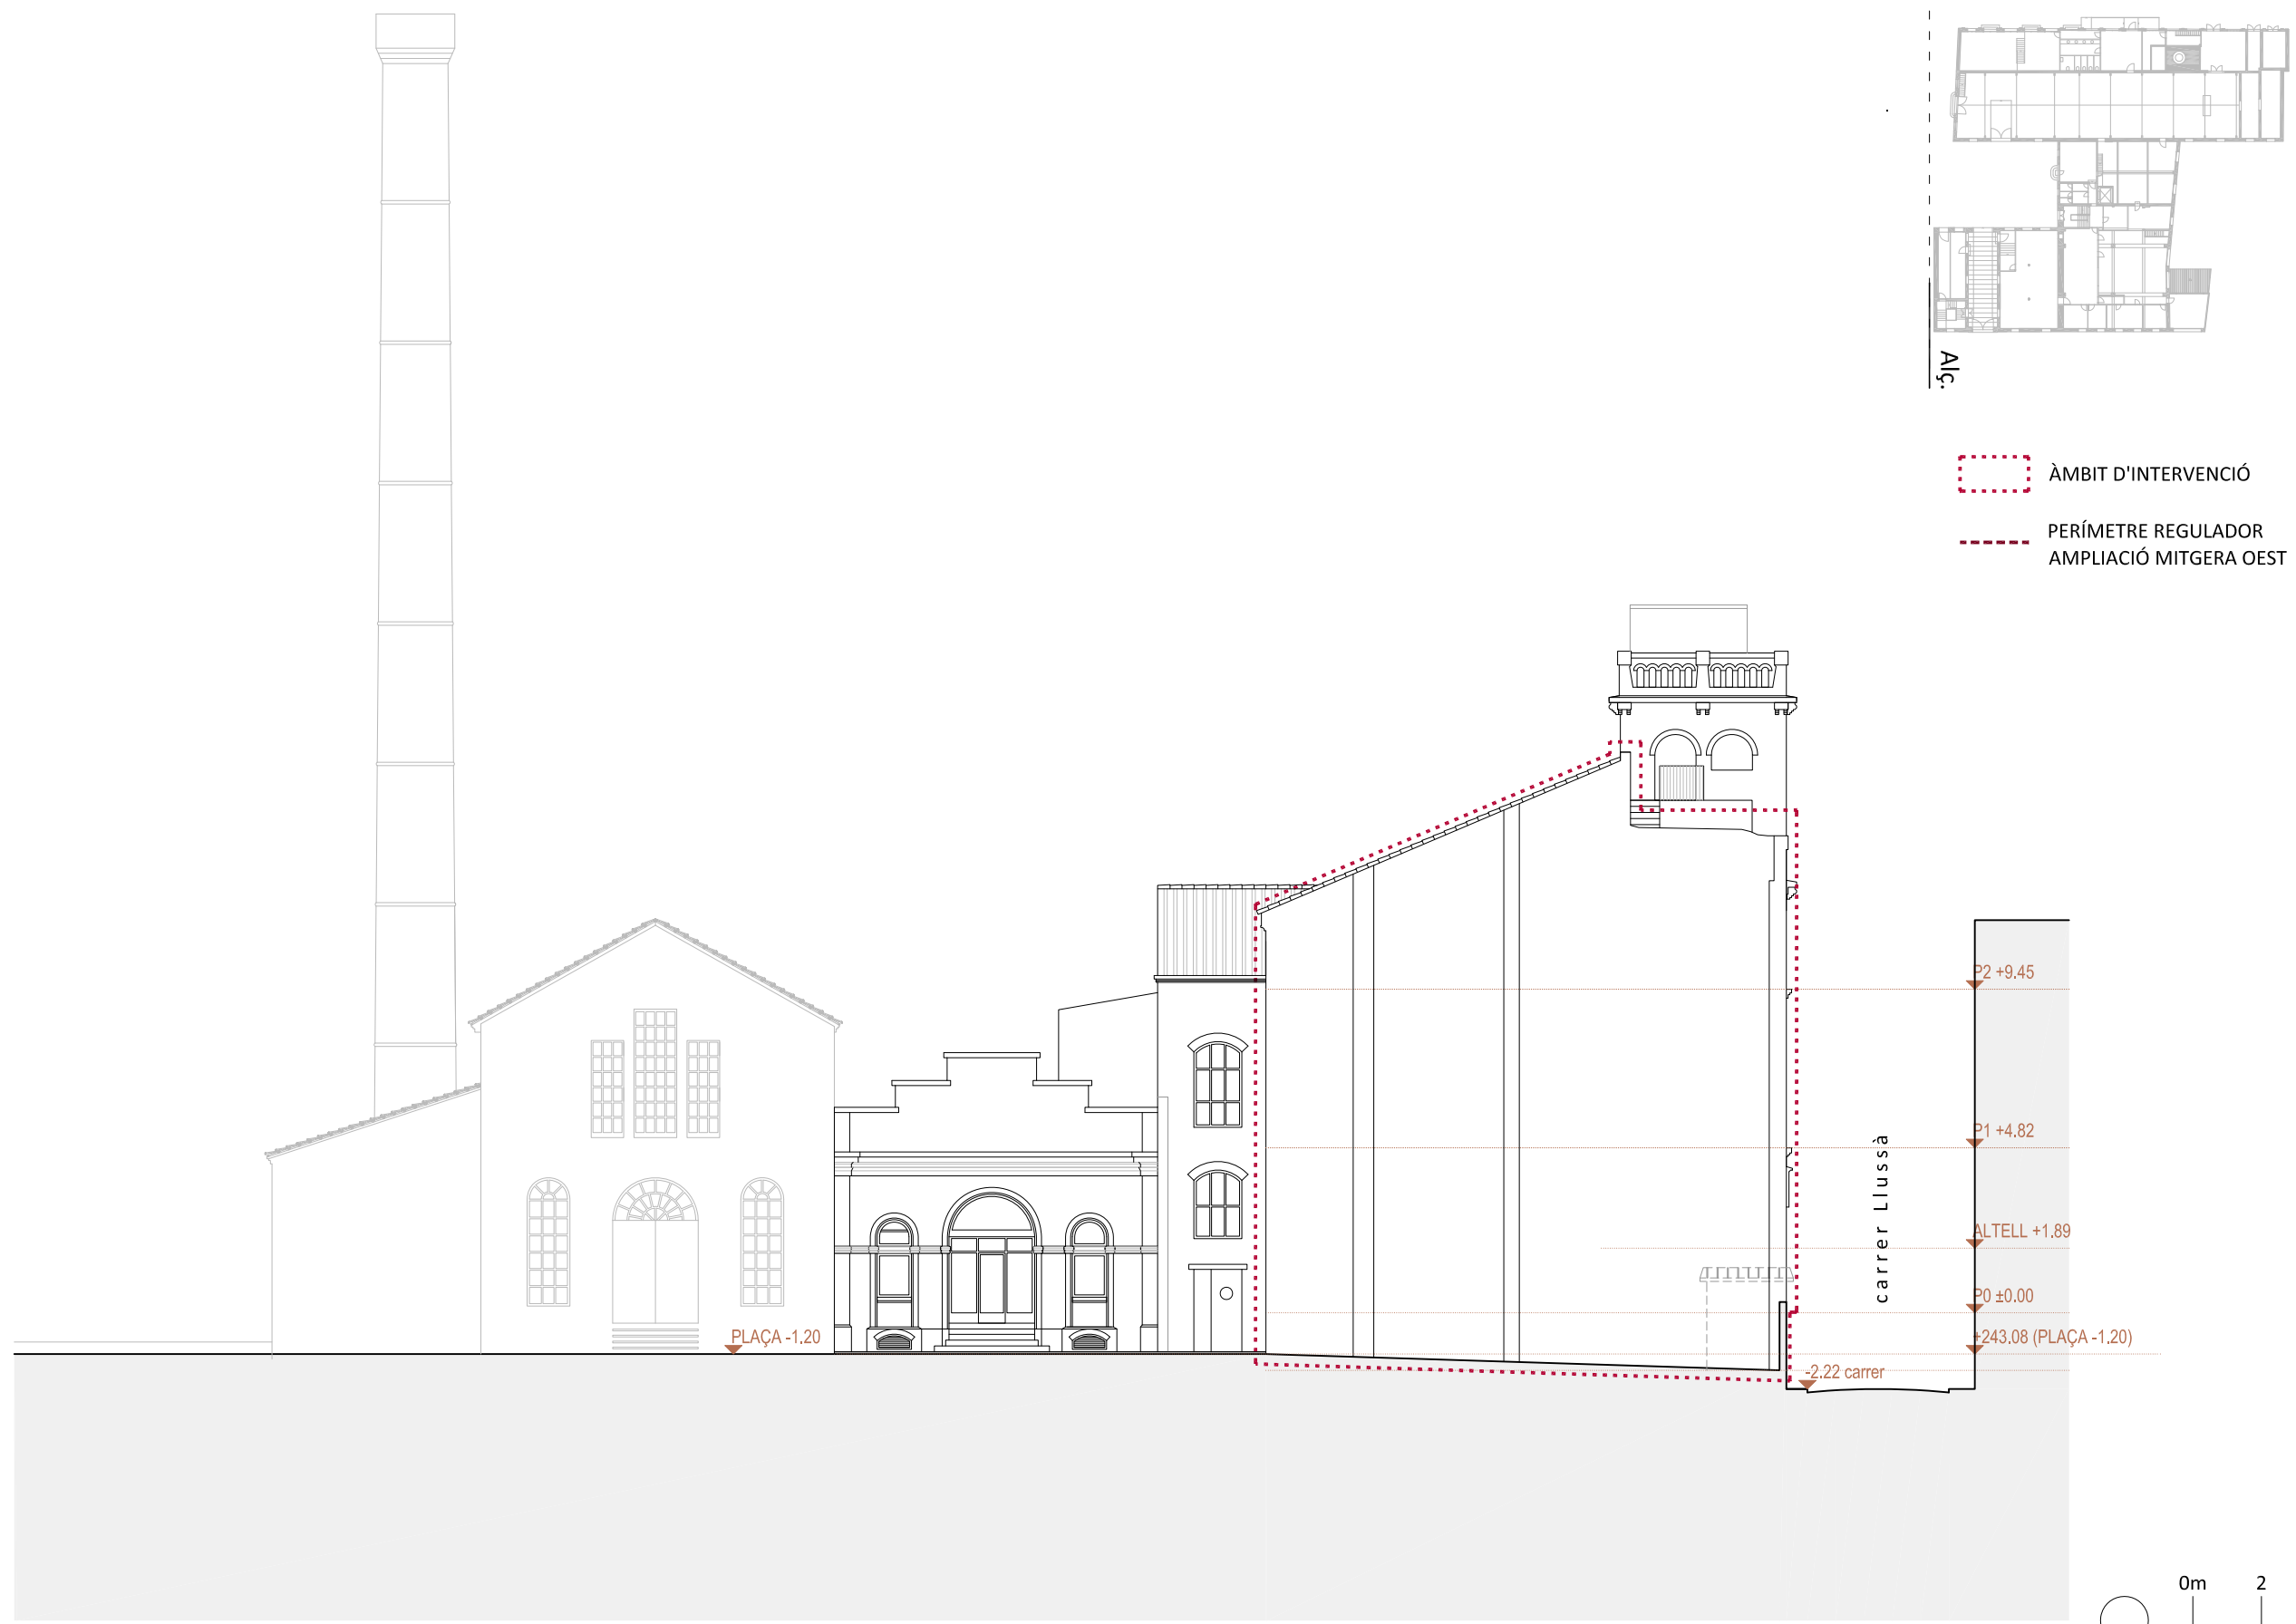 Alç.
ÀMBIT D'INTERVENCIÓ
PERÍMETRE REGULADOR
AMPLIACIÓ MITGERA OEST
P2 +9.45
P1 +4.82
carrer Llussà
ALTELL +1.89
P0 ±0.00
PLAÇA -1.20
+243.08 (PLAÇA -1.20)
-2.22 carrer
0m 2